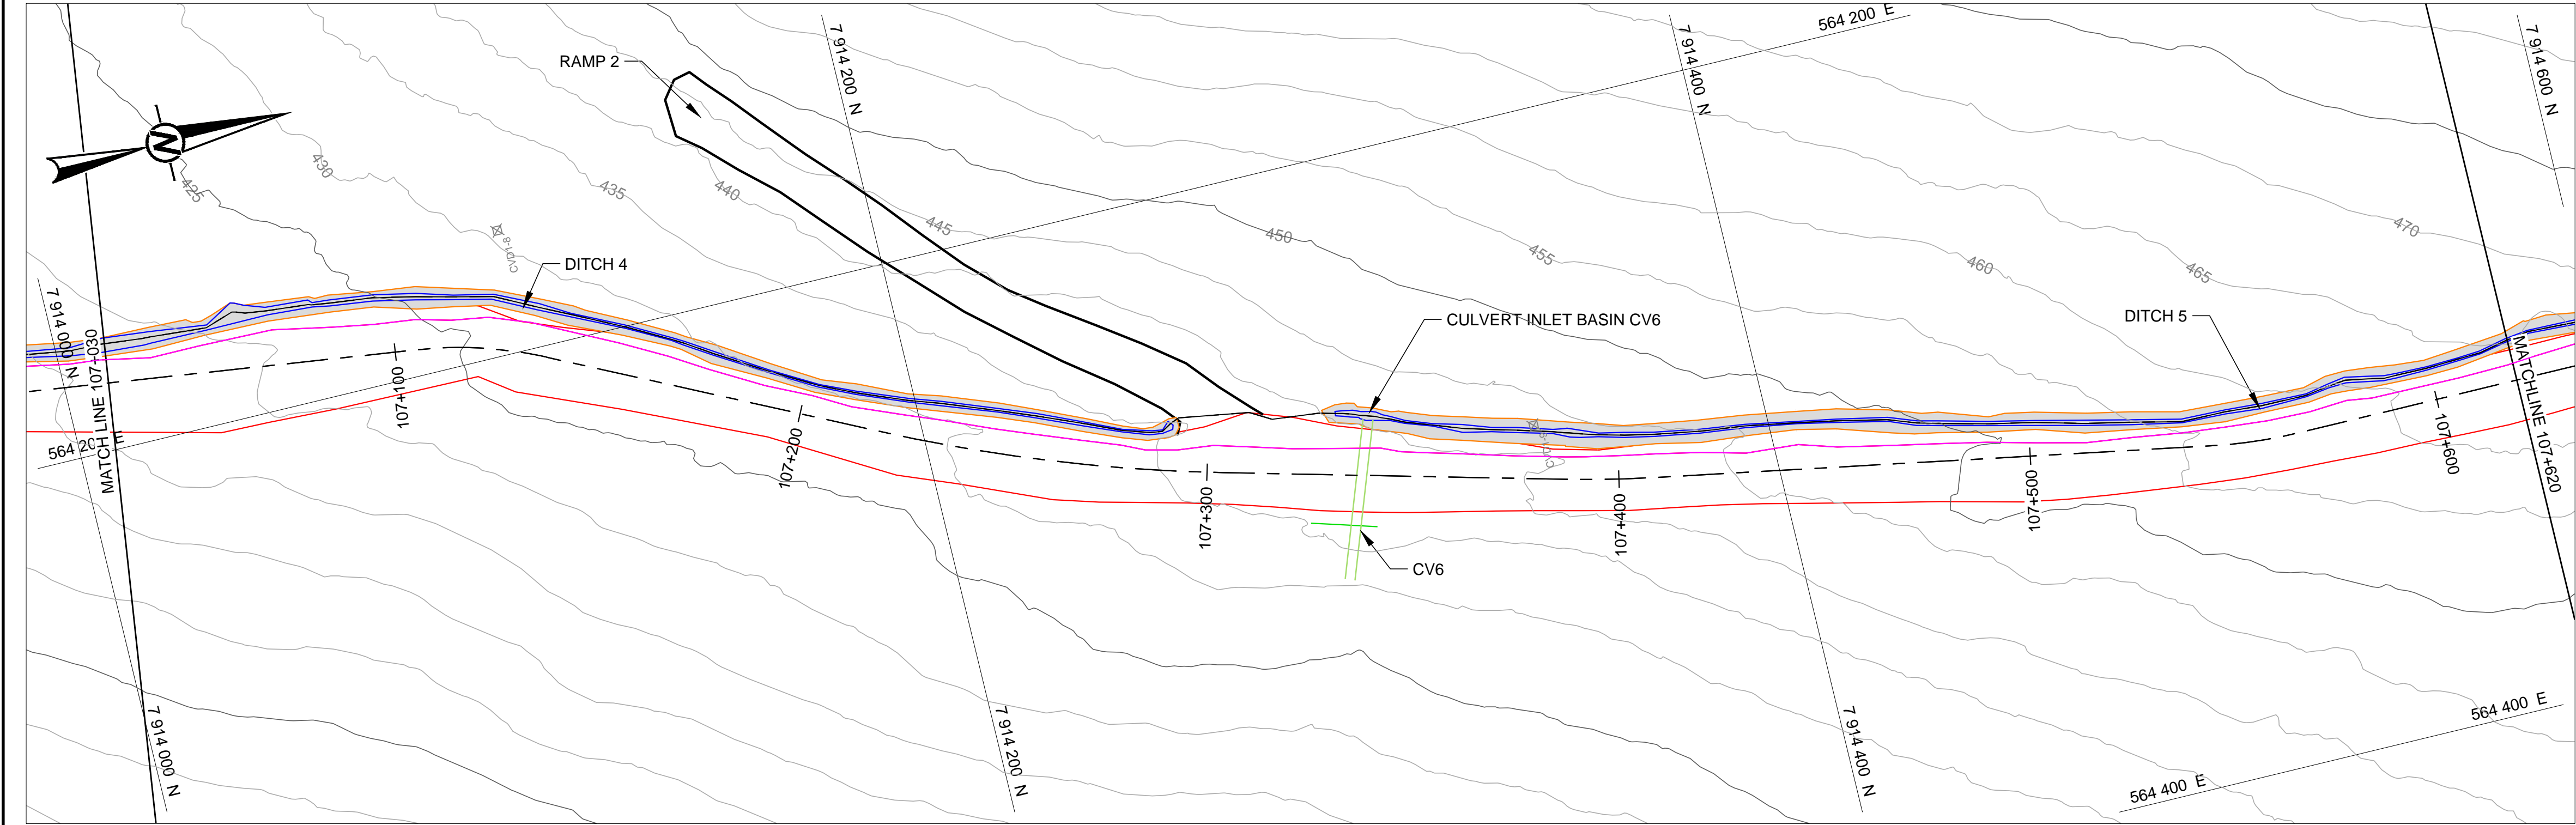 564 200 E
7 914 200 N
7 914 400 N
7 914 600 N
RAMP 2
N
425
430
435
440
445
450
455
460
465
470
CVD1-8
DITCH 4
CULVERT INLET BASIN CV6
DITCH 5
7 914 000 N
MATCH LINE 107+030
MATCHLINE 107+620
107+100
107+200
107+300
107+400
107+500
107+600
564 20 E
CV6
7 914 000 N
7 914 200 N
7 914 400 N
564 400 E
564 400 E